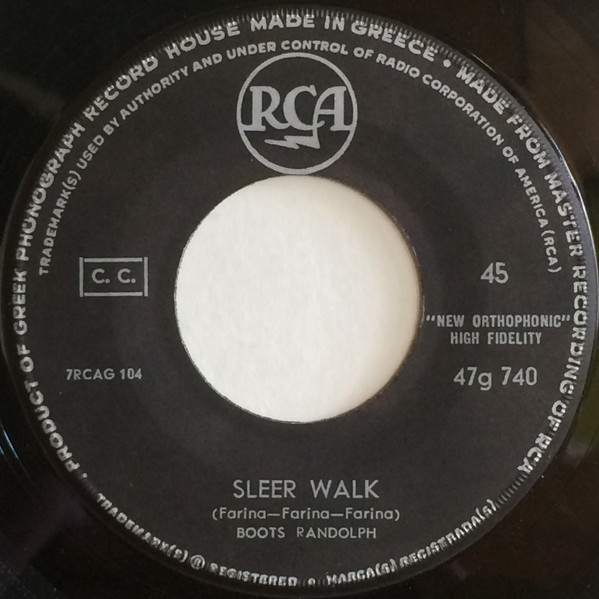 • PRODUCT OF GREEK PHONOGRAPH RECORD HOUSE MADE IN GREECE • MADE FROM MASTER RECORDING OF RCA
TRADEMARK(S) USED BY AUTHORITY AND UNDER CONTROL OF RADIO CORPORATION OF AMERICA (RCA)
RCA
C. C.
45
"NEW ORTHOPHONIC"
HIGH FIDELITY
7RCAG 104
47g 740
SLEER WALK
(Farina—Farina—Farina)
BOOTS RANDOLPH
TRADEMARK(S) ® REGISTERED • MARCA(S) REGISTRADA(S)